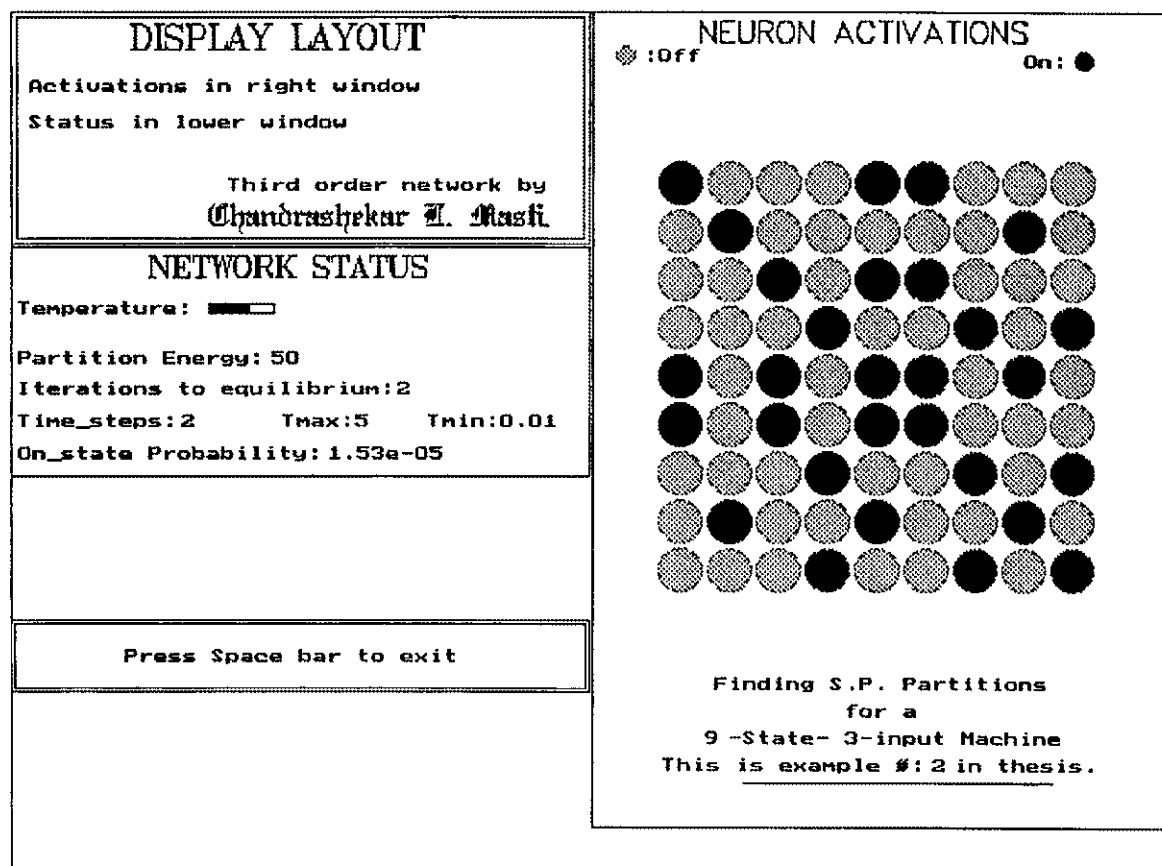 DISPLAY LAYOUT
Activations in right window
Status in lower window
Third order network by
Chandrashekar L. Masti.
NETWORK STATUS
Temperature:
Partition Energy: 50
Iterations to equilibrium:2
Time_steps:2 Tmax:5 Tmin:0.01
On_state Probability: 1.53e-05
Press Space bar to exit
NEURON ACTIVATIONS
:Off On:
Finding S.P. Partitions
for a
9 -State- 3-input Machine
This is example #: 2 in thesis.